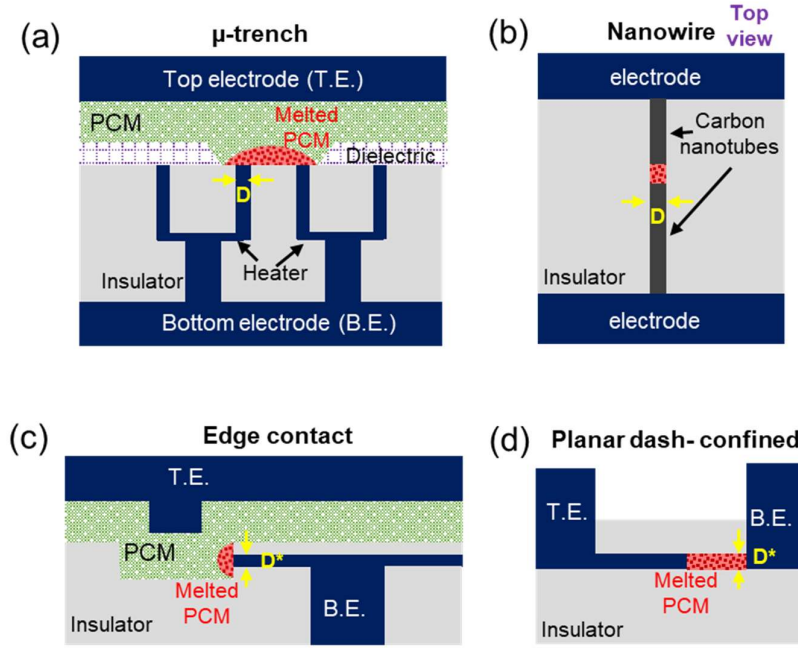 (a)
μ-trench
Top electrode (T.E.)
PCM
Melted
PCM
Dielectric
D
Heater
Insulator
Bottom electrode (B.E.)
(b)
Nanowire
Top
view
electrode
Carbon
nanotubes
D
Insulator
electrode
(c)
Edge contact
T.E.
PCM
D*
Melted
PCM
B.E.
Insulator
(d)
Planar dash- confined
T.E.
B.E.
D*
Melted
PCM
Insulator